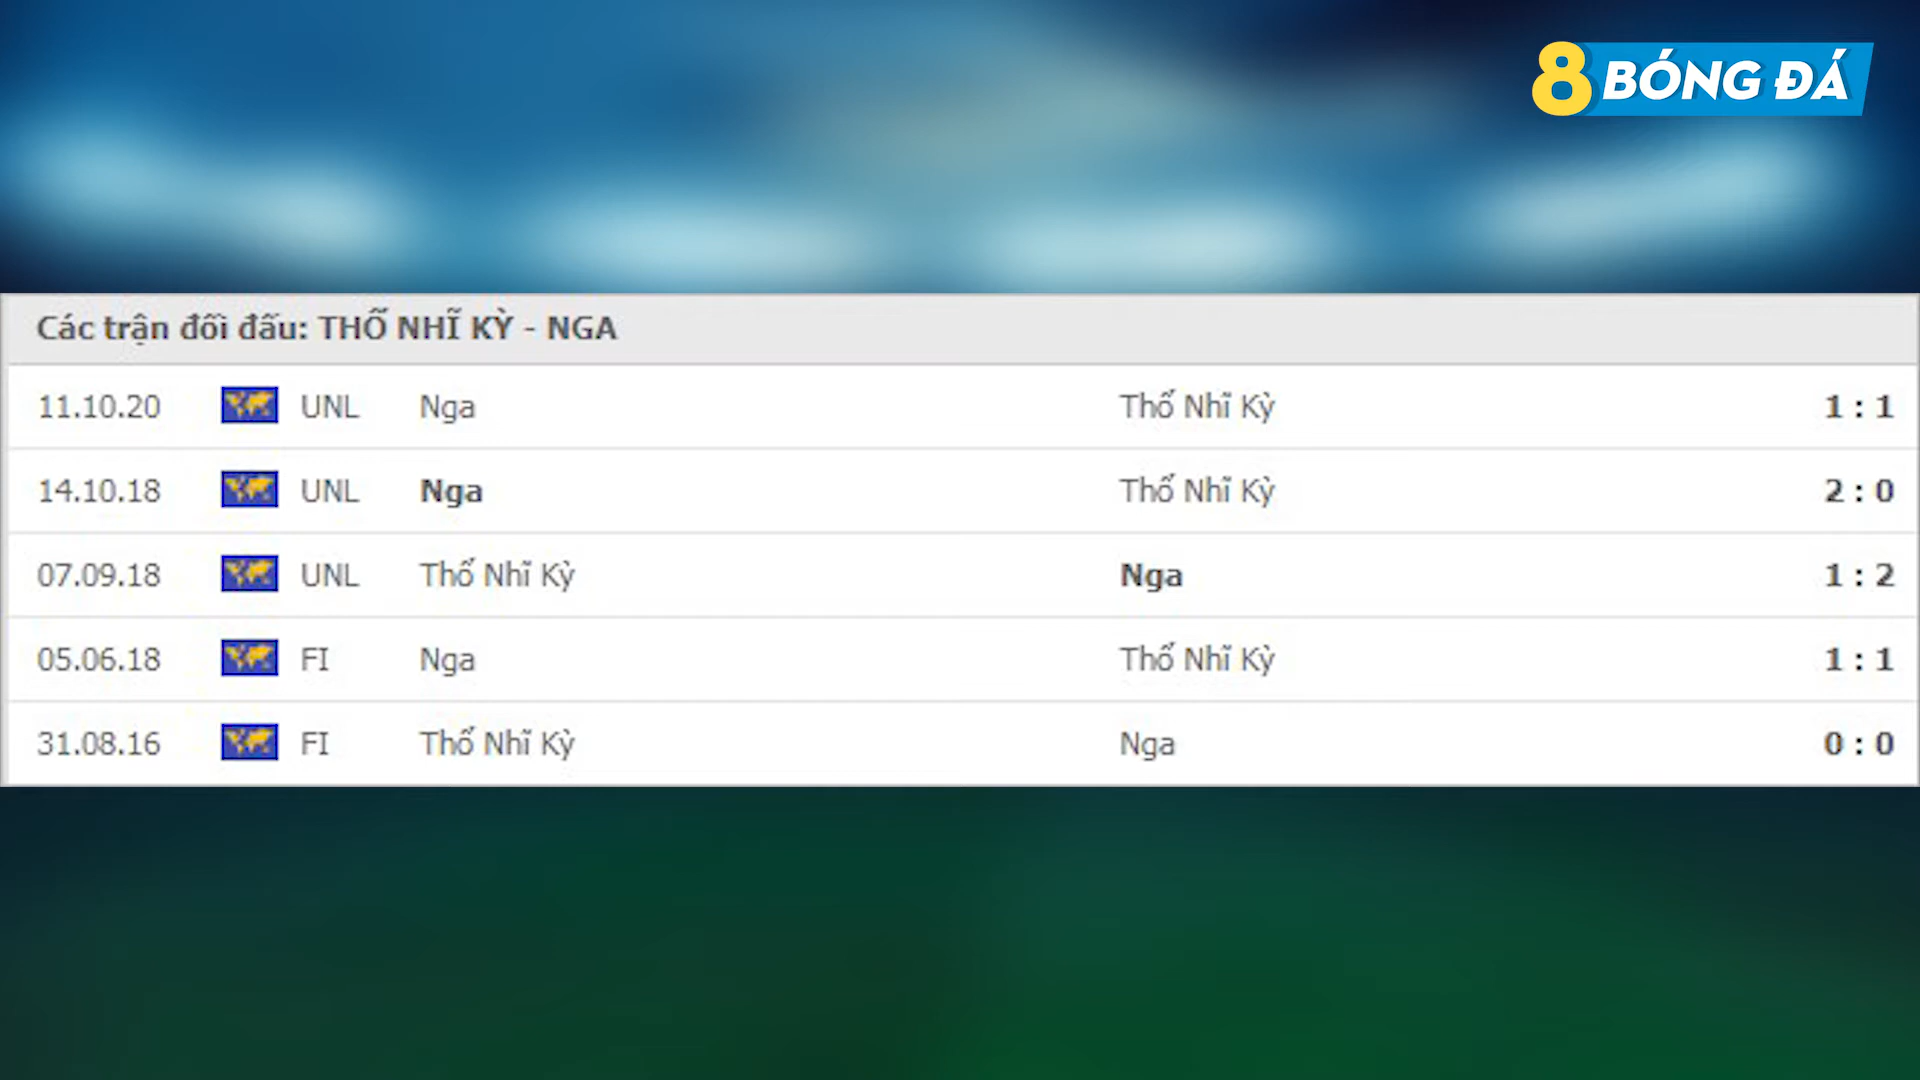 8 BÓNG ĐÁ
Các trận đối đấu: THỔ NHĨ KỲ - NGA
11.10.20 UNL Nga Thổ Nhĩ Kỳ 1 : 1
14.10.18 UNL Nga Thổ Nhĩ Kỳ 2 : 0
07.09.18 UNL Thổ Nhĩ Kỳ Nga 1 : 2
05.06.18 FI Nga Thổ Nhĩ Kỳ 1 : 1
31.08.16 FI Thổ Nhĩ Kỳ Nga 0 : 0